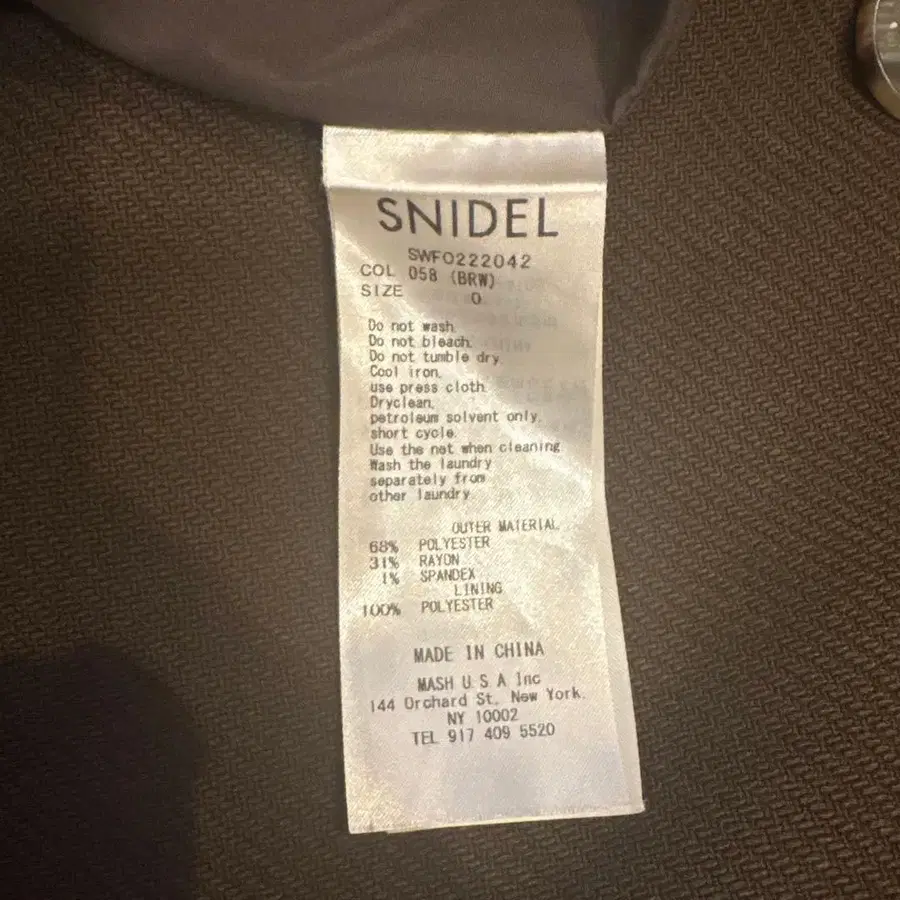 SNIDEL
SWFO222042
COL 058 (BRW)
SIZE 0
Do not wash.
Do not bleach.
Do not tumble dry.
Cool iron.
use press cloth.
Dryclean,
petroleum solvent only.
short cycle.
Use the net when cleaning
Wash the laundry
separately from
other laundry.
OUTER MATERIAL
68% POLYESTER
31% RAYON
1% SPANDEX
LINING
100% POLYESTER
MADE IN CHINA
MASH U.S.A Inc
144 Orchard St. New York.
NY 10002
TEL 917 409 5520